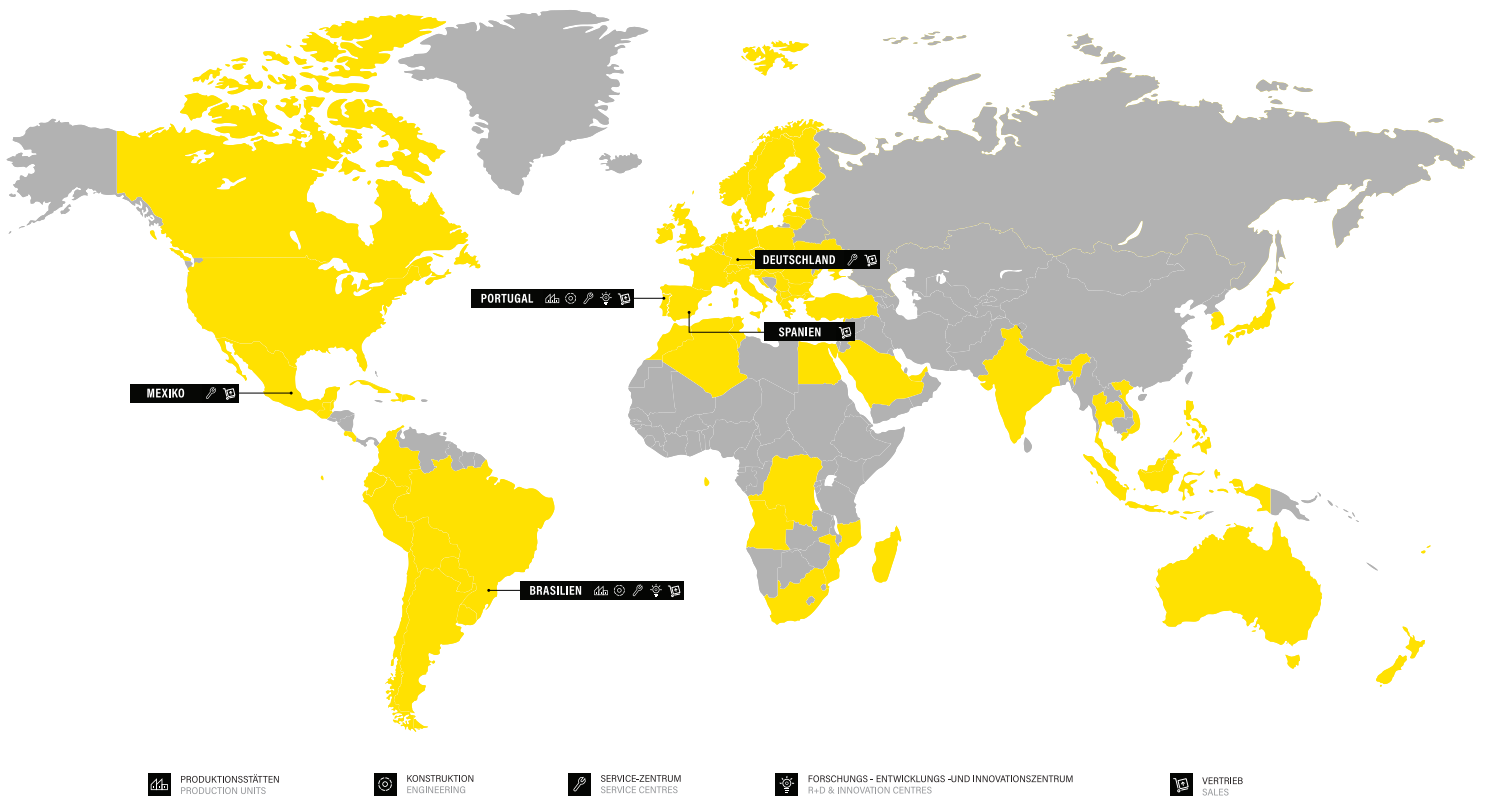 DEUTSCHLAND
PORTUGAL
SPANIEN
MEXIKO
BRASILIEN
PRODUKTIONSSTÄTTEN
PRODUCTION UNITS
KONSTRUKTION
ENGINEERING
SERVICE-ZENTRUM
SERVICE CENTRES
FORSCHUNGS - ENTWICKLUNGS -UND INNOVATIONSZENTRUM
R+D & INNOVATION CENTRES
VERTRIEB
SALES